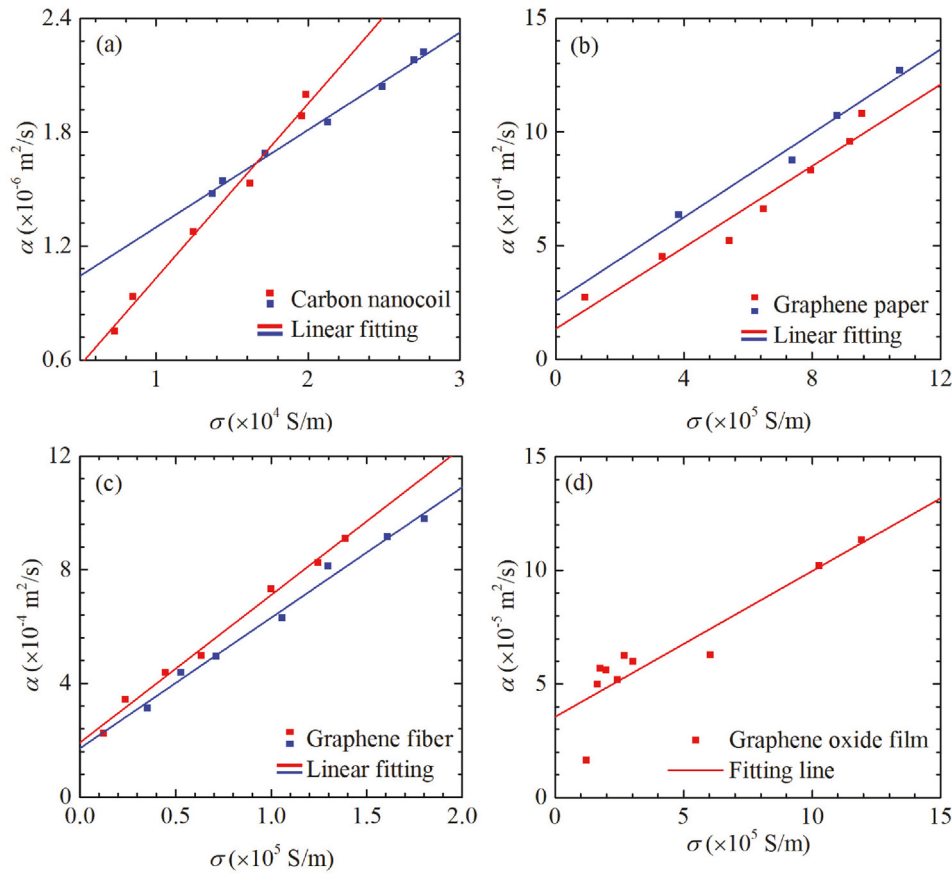 (a)
2.4
1.8
1.2
0.6
α (×10⁻⁶ m²/s)
Carbon nanocoil
Linear fitting
1 2 3
σ (×10⁴ S/m)
(b)
15
10
5
0
α (×10⁻⁴ m²/s)
Graphene paper
Linear fitting
0 4 8 12
σ (×10⁵ S/m)
(c)
12
8
4
0
α (×10⁻⁴ m²/s)
Graphene fiber
Linear fitting
0.0 0.5 1.0 1.5 2.0
σ (×10⁵ S/m)
(d)
15
10
5
0
α (×10⁻⁵ m²/s)
Graphene oxide film
Fitting line
0 5 10 15
σ (×10⁵ S/m)